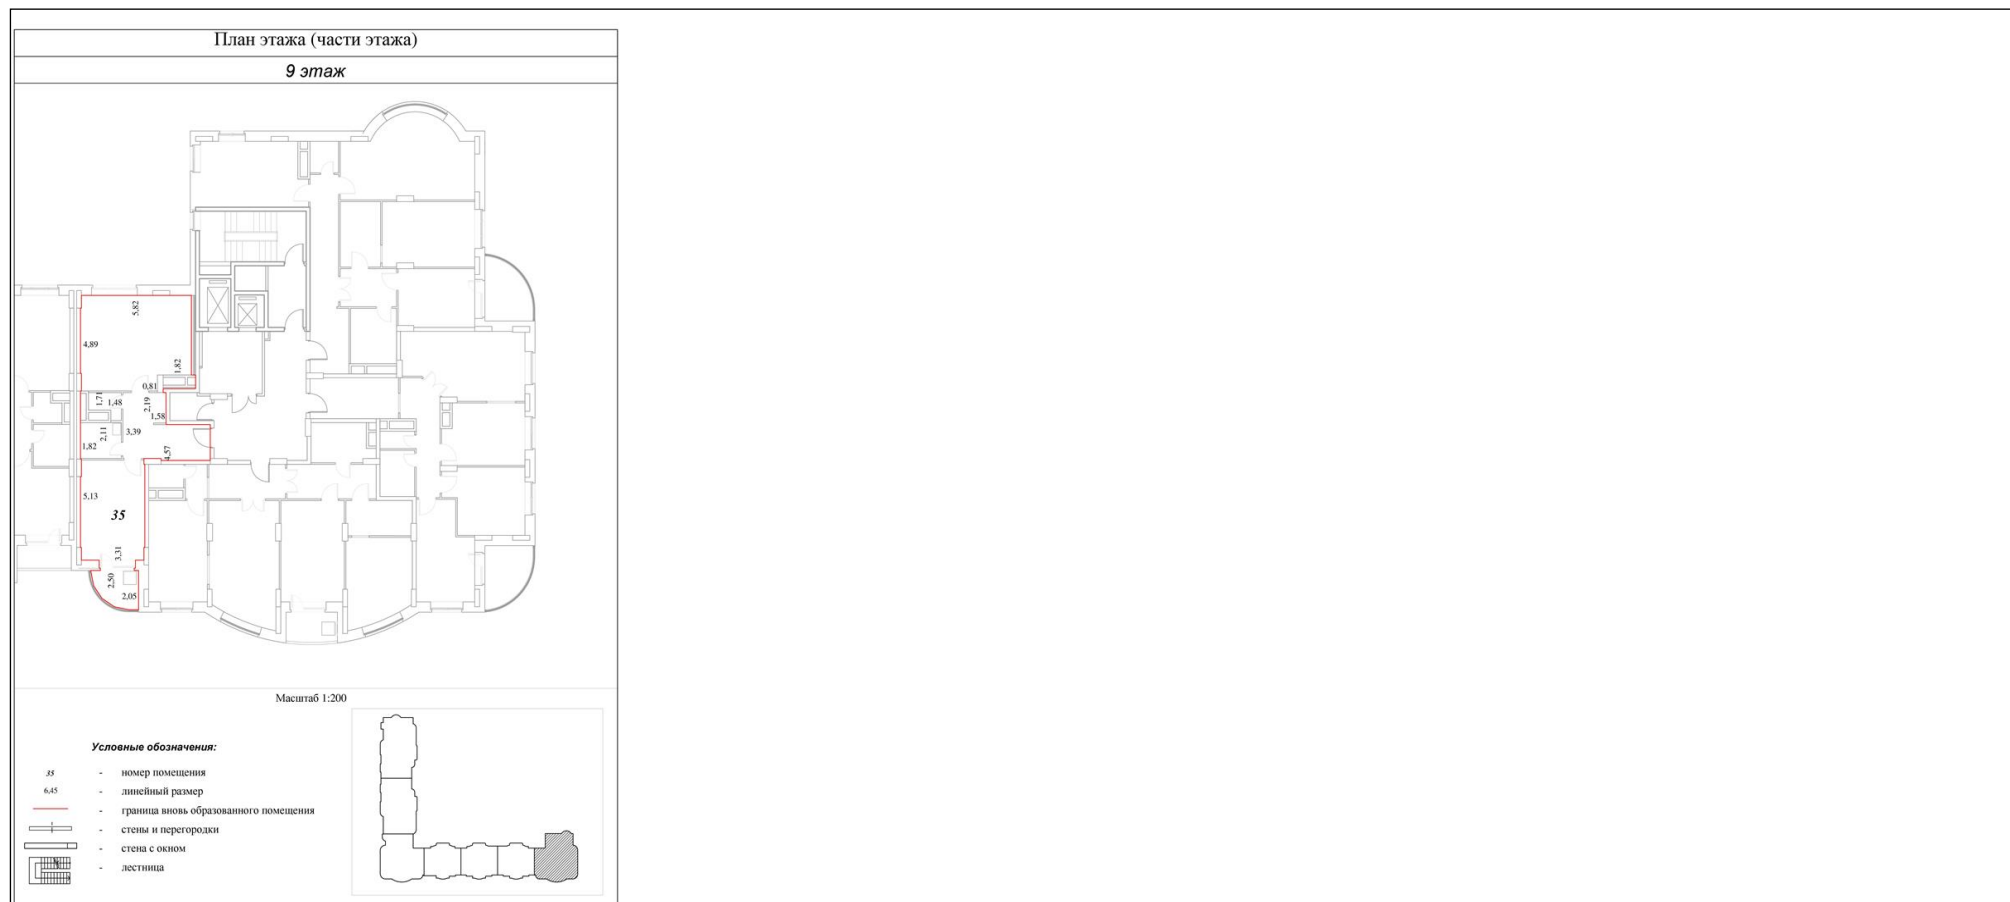 План этажа (части этажа)
9 этаж
5,82
4,89
1,82
0,81
1,71
1,48
2,19
1,58
3,39
2,11
1,82
4,57
5,13
35
3,31
2,50
2,05
Масштаб 1:200
Условные обозначения:
35 - номер помещения
6,45 - линейный размер
- граница вновь образованного помещения
- стены и перегородки
- стена с окном
- лестница